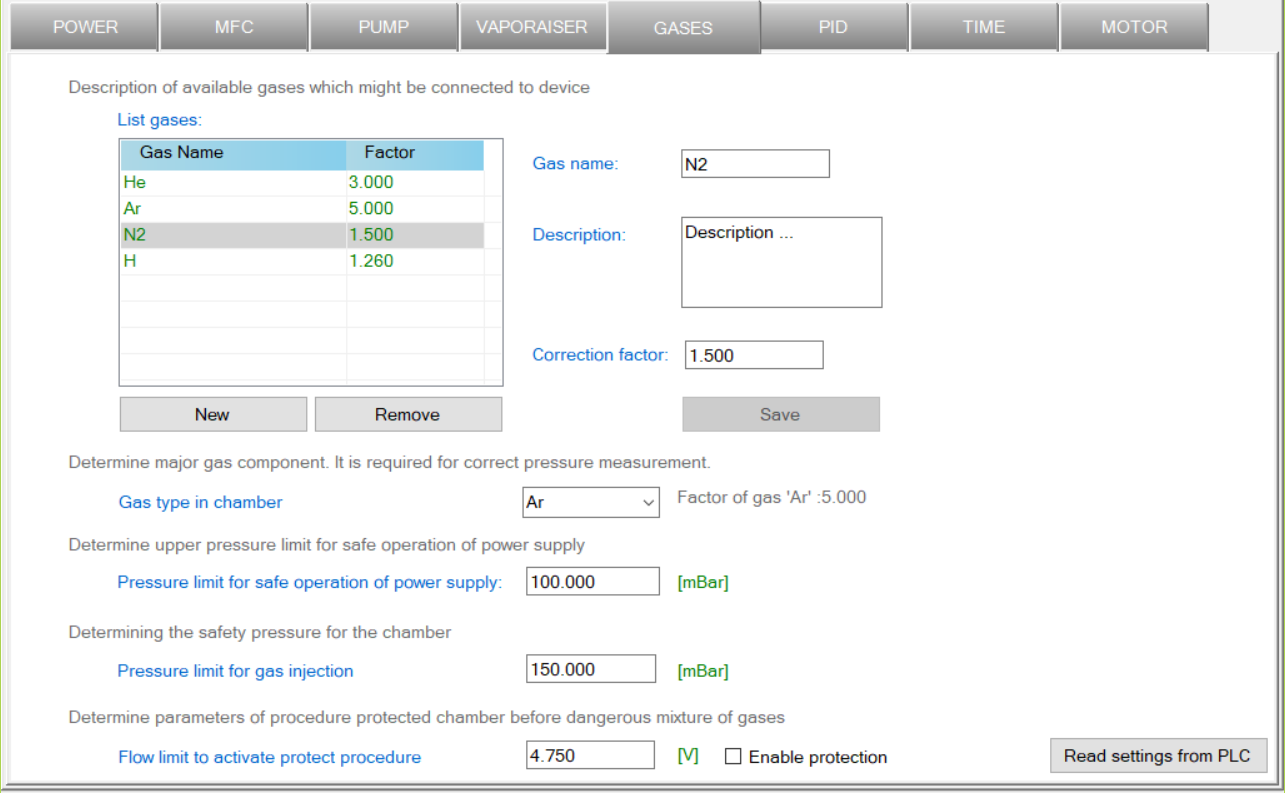 POWER MFC PUMP VAPORAISER GASES PID TIME MOTOR
Description of available gases which might be connected to device
List gases:
Gas Name Factor
He 3.000
Ar 5.000
N2 1.500
H 1.260
Gas name: N2
Description: Description ...
Correction factor: 1.500
New Remove Save
Determine major gas component. It is required for correct pressure measurement.
Gas type in chamber Ar Factor of gas 'Ar' :5.000
Determine upper pressure limit for safe operation of power supply
Pressure limit for safe operation of power supply: 100.000 [mBar]
Determining the safety pressure for the chamber
Pressure limit for gas injection 150.000 [mBar]
Determine parameters of procedure protected chamber before dangerous mixture of gases
Flow limit to activate protect procedure 4.750 [V] Enable protection Read settings from PLC